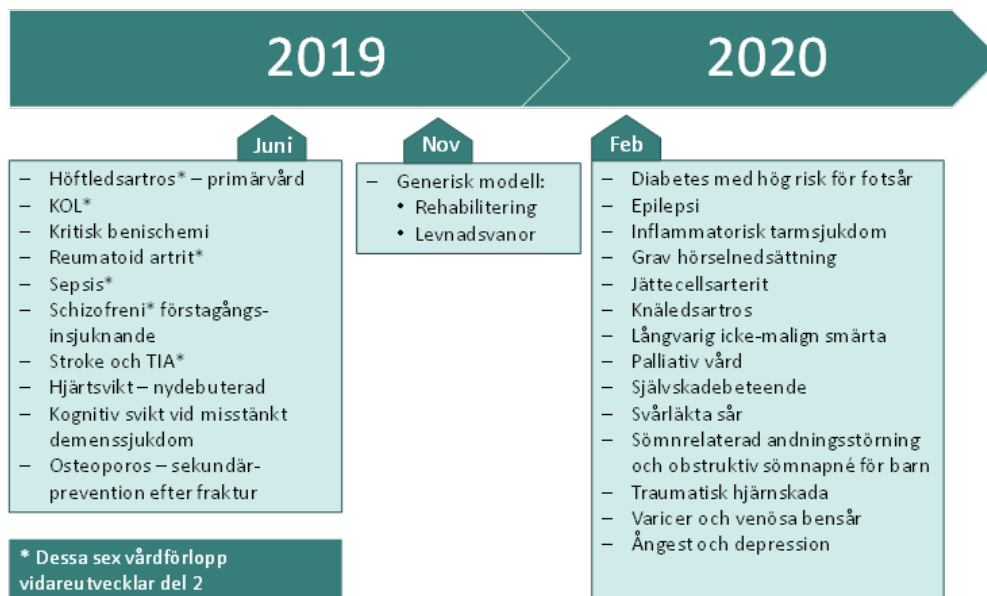 2019
2020
Juni
– Höftledsartros* – primärvård
– KOL*
– Kritisk benischemi
– Reumatoid artrit*
– Sepsis*
– Schizofreni* förstagångs-
insjuknande
– Stroke och TIA*
– Hjärtsvikt – nydebuterad
– Kognitiv svikt vid misstänkt
demenssjukdom
– Osteoporos – sekundär-
prevention efter fraktur
* Dessa sex vårdförlopp
vidareutvecklar del 2
Nov
– Generisk modell:
• Rehabilitering
• Levnadsvanor
Feb
– Diabetes med hög risk för fotsår
– Epilepsi
– Inflammatorisk tarmsjukdom
– Grav hörselnedsättning
– Jättecellsarterit
– Knäledsartros
– Långvarig icke-malign smärta
– Palliativ vård
– Självskadebeteende
– Svårläkta sår
– Sömnrelaterad andningsstörning
och obstruktiv sömnapné för barn
– Traumatisk hjärnskada
– Varicer och venösa bensår
– Ångest och depression